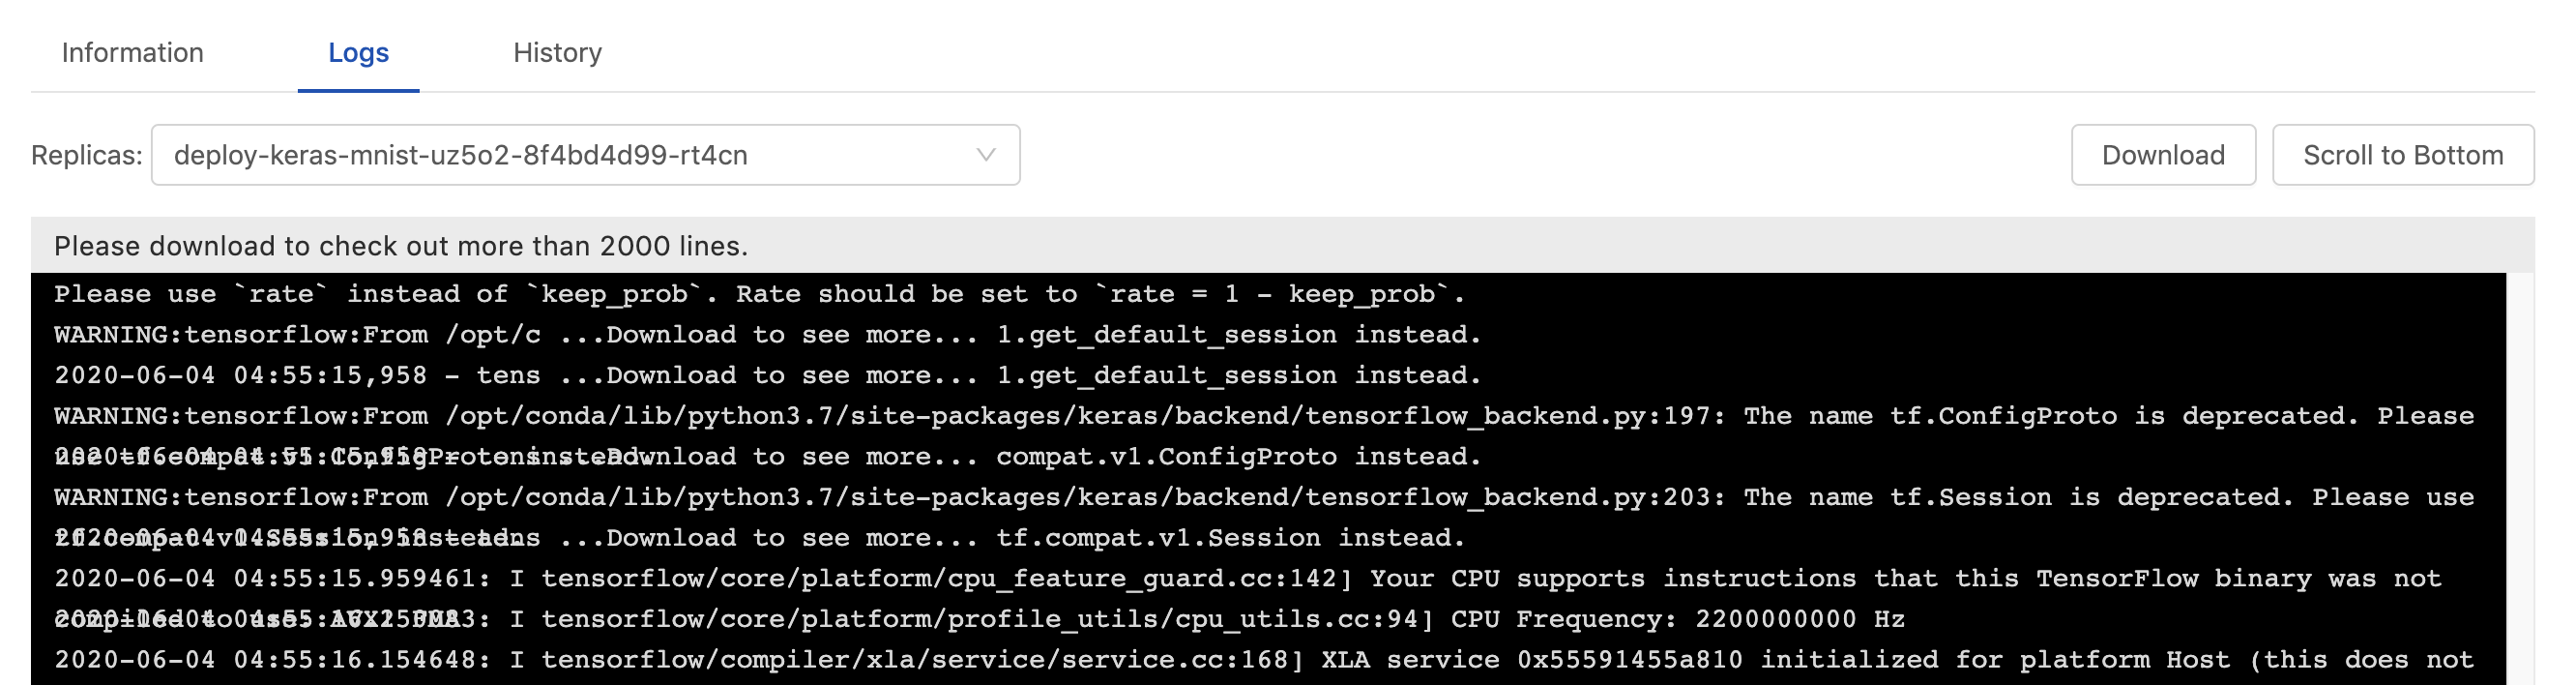 Information Logs History
Replicas: deploy-keras-mnist-uz5o2-8f4bd4d99-rt4cn Download Scroll to Bottom
Please download to check out more than 2000 lines.
Please use `rate` instead of `keep_prob`. Rate should be set to `rate = 1 - keep_prob`.
WARNING:tensorflow:From /opt/c ...Download to see more... 1.get_default_session instead.
2020-06-04 04:55:15,958 - tens ...Download to see more... 1.get_default_session instead.
WARNING:tensorflow:From /opt/conda/lib/python3.7/site-packages/keras/backend/tensorflow_backend.py:197: The name tf.ConfigProto is deprecated. Please
to see more... compat.v1.ConfigProto instead.
WARNING:tensorflow:From /opt/conda/lib/python3.7/site-packages/keras/backend/tensorflow_backend.py:203: The name tf.Session is deprecated. Please use
...Download to see more... tf.compat.v1.Session instead.
2020-06-04 04:55:15.959461: I tensorflow/core/platform/cpu_feature_guard.cc:142] Your CPU supports instructions that this TensorFlow binary was not
I tensorflow/core/platform/profile_utils/cpu_utils.cc:94] CPU Frequency: 2200000000 Hz
2020-06-04 04:55:16.154648: I tensorflow/compiler/xla/service/service.cc:168] XLA service 0x55591455a810 initialized for platform Host (this does not